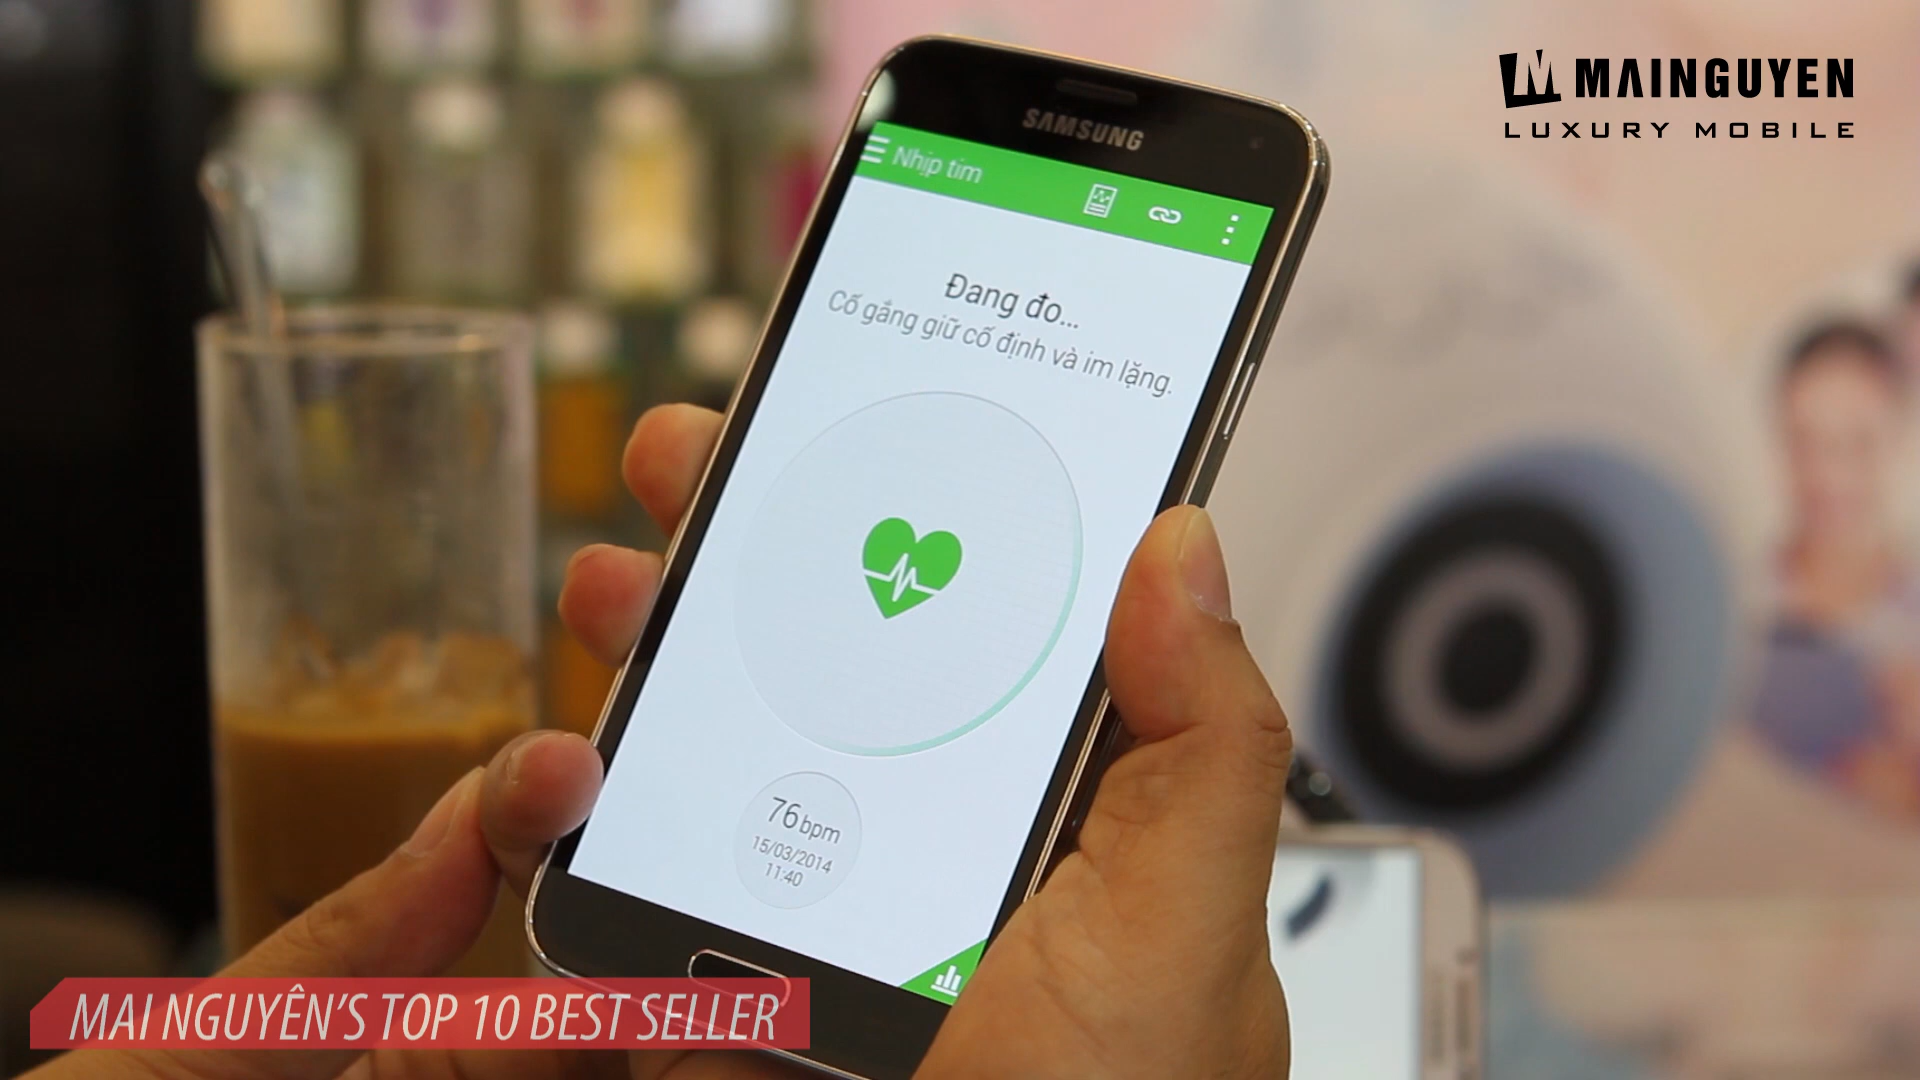 MAINGUYEN
LUXURY MOBILE
SAMSUNG
Nhịp tim
Đang đo...
Cố gắng giữ cố định và im lặng.
76 bpm
15/03/2014
11:40
MAI NGUYÊN'S TOP 10 BEST SELLER